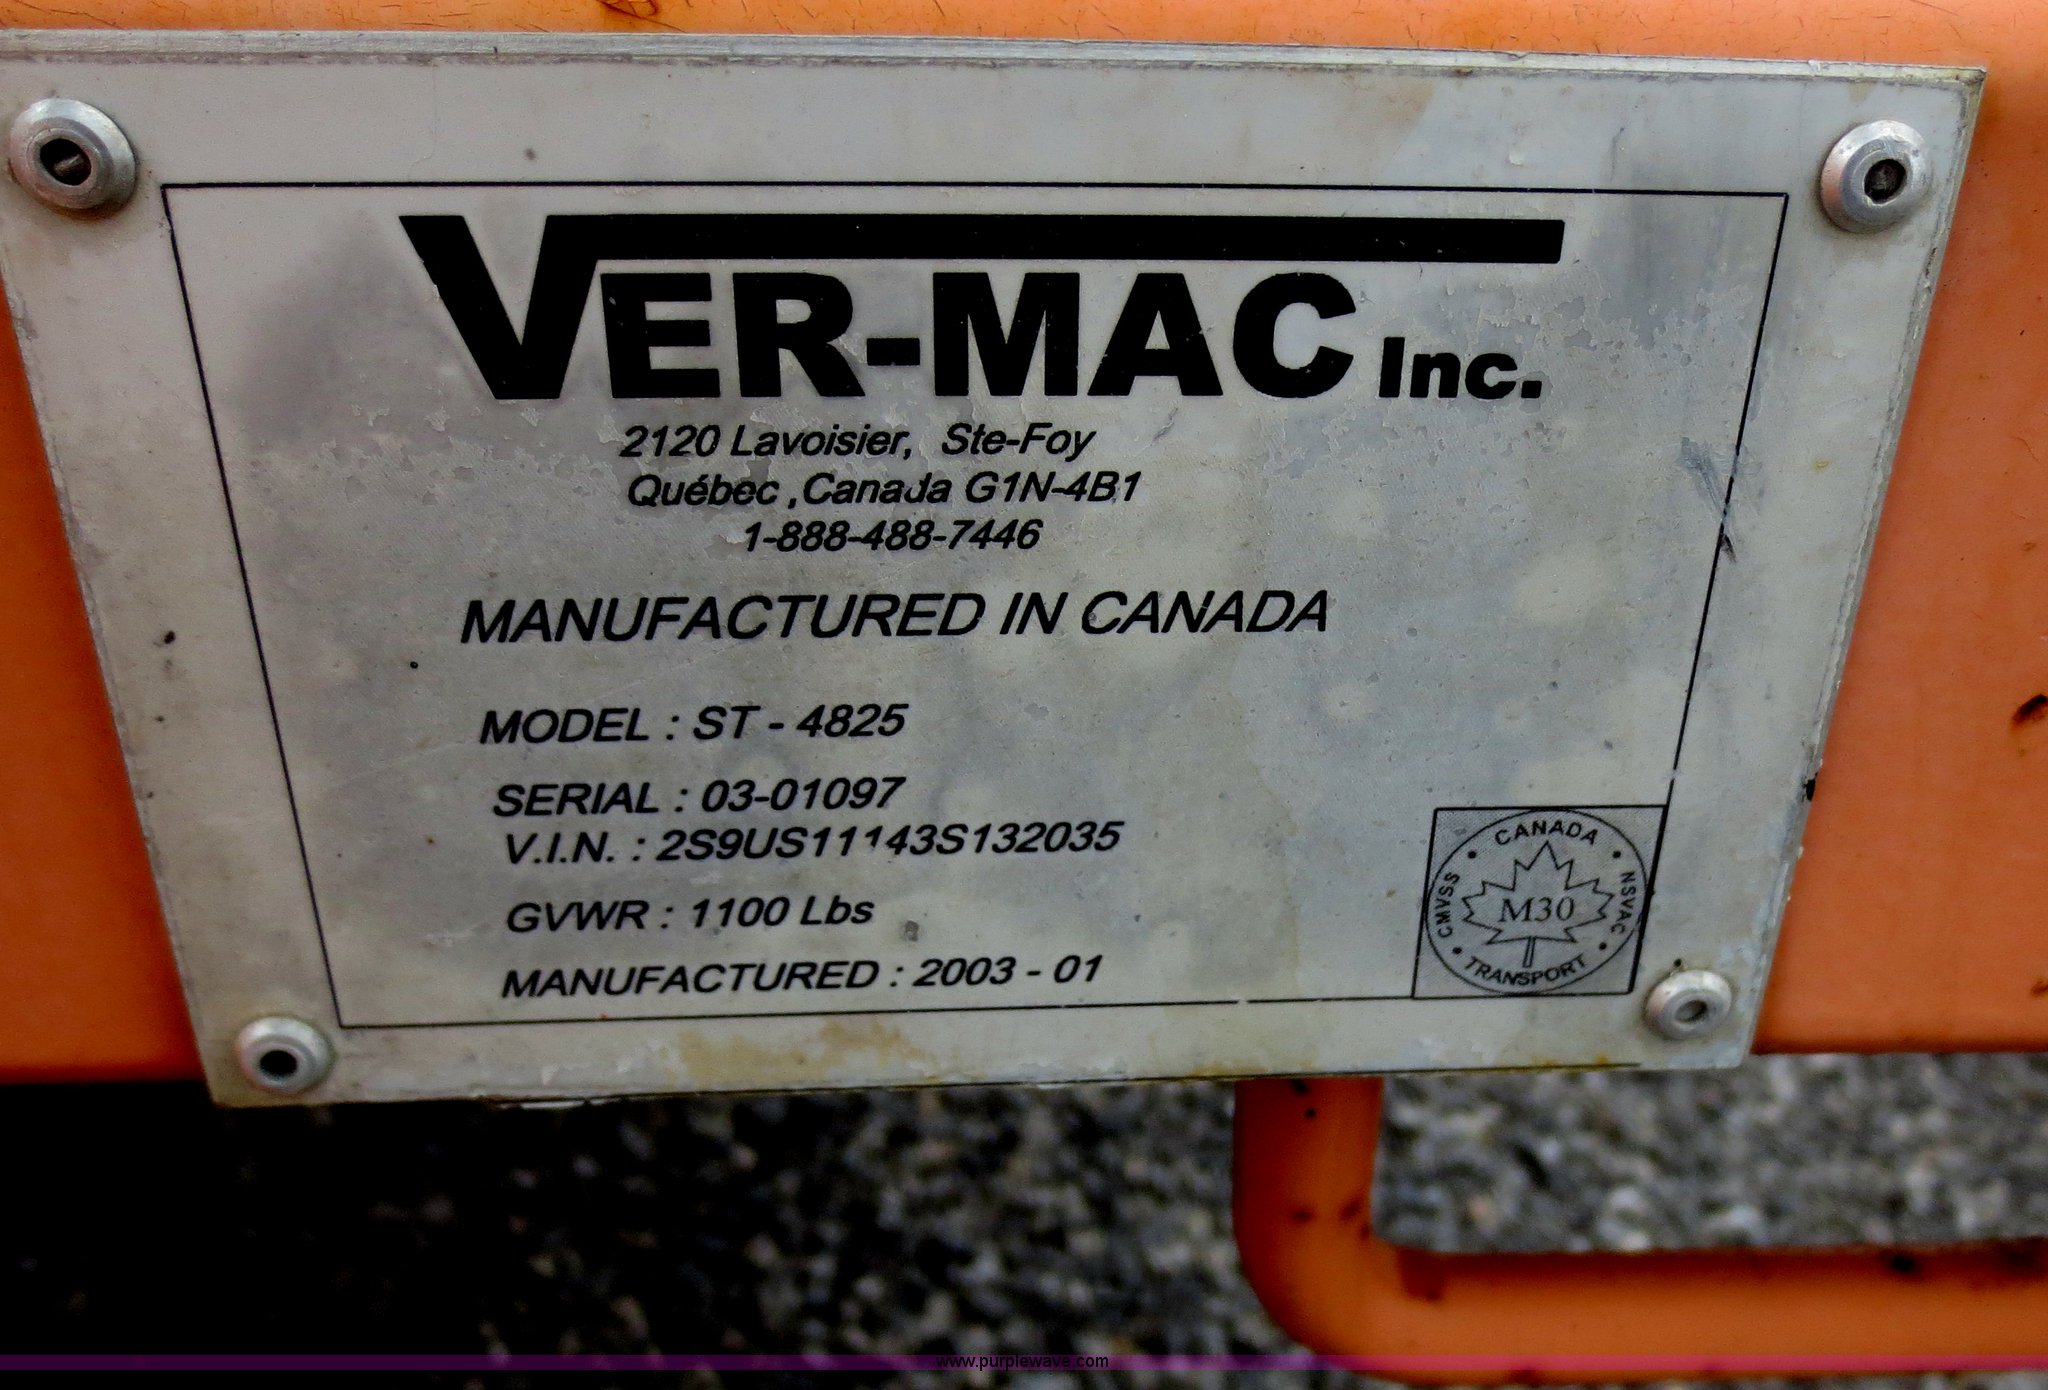 VER-MAC Inc.
2120 Lavoisier, Ste-Foy
Québec ,Canada G1N-4B1
1-888-488-7446
MANUFACTURED IN CANADA
MODEL : ST - 4825
SERIAL : 03-01097
V.I.N. : 2S9US11143S132035
GVWR : 1100 Lbs
MANUFACTURED : 2003 - 01
CANADA
CMVSS
NSVAC
M30
TRANSPORT
www.purplewave.com